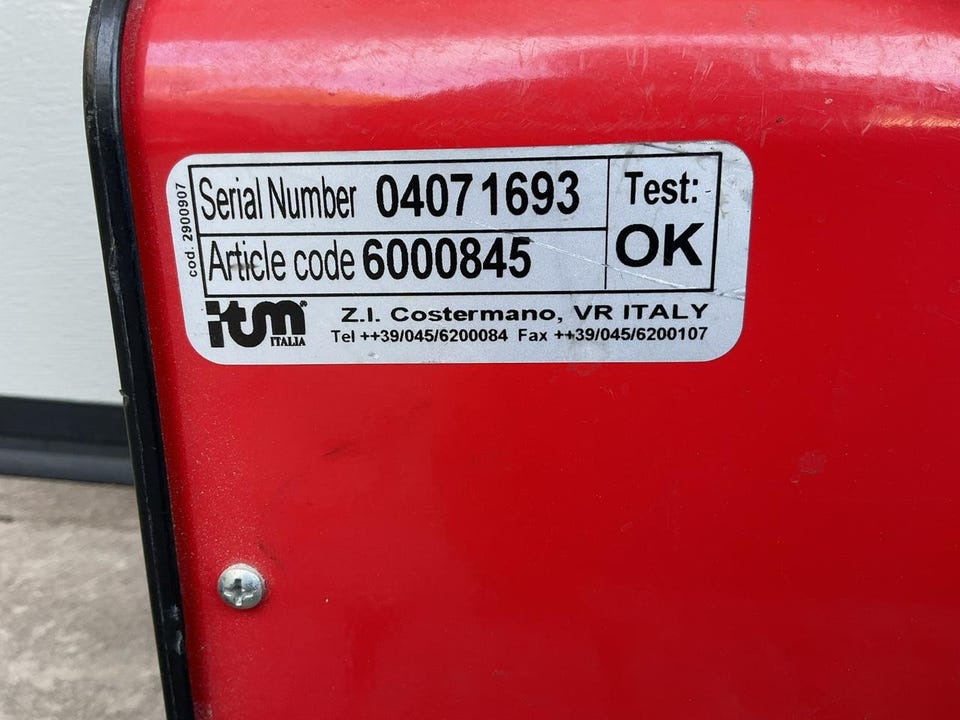 cod. 2900907
Serial Number 04071693
Article code 6000845
Test:
OK
itm®
ITALIA
Z.I. Costermano, VR ITALY
Tel ++39/045/6200084 Fax ++39/045/6200107